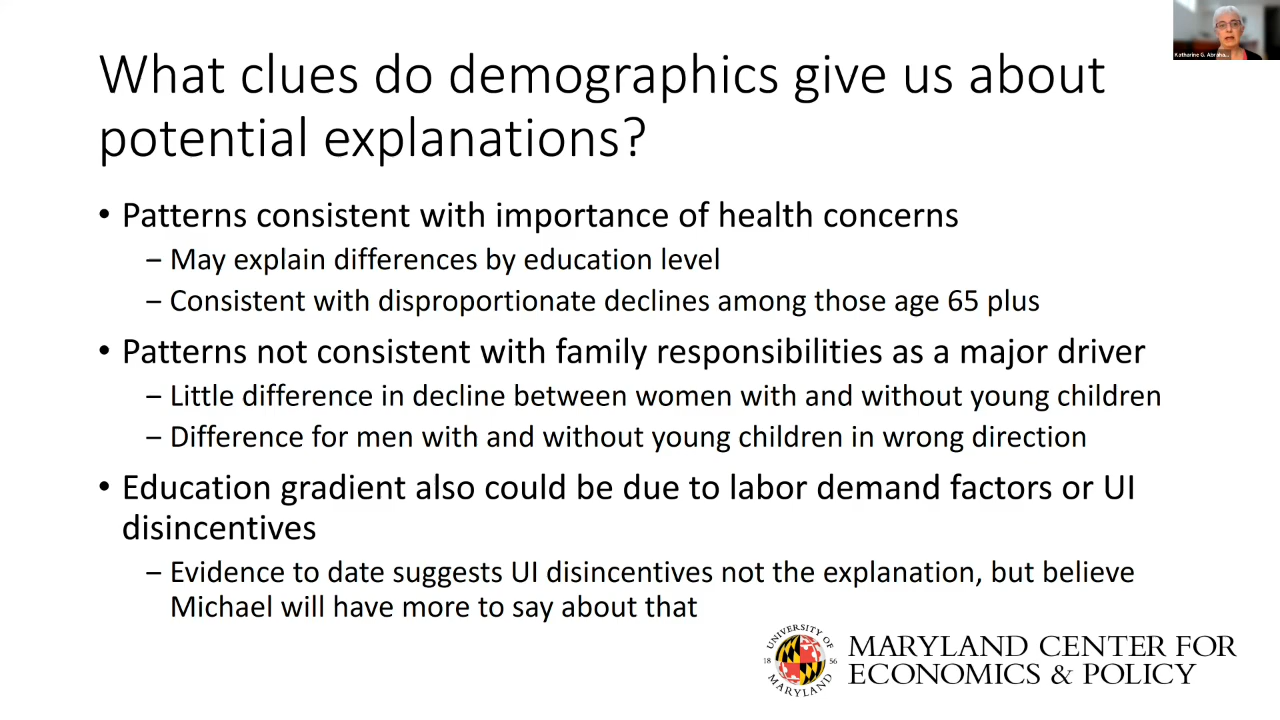 What clues do demographics give us about
potential explanations?
• Patterns consistent with importance of health concerns
– May explain differences by education level
– Consistent with disproportionate declines among those age 65 plus
• Patterns not consistent with family responsibilities as a major driver
– Little difference in decline between women with and without young children
– Difference for men with and without young children in wrong direction
• Education gradient also could be due to labor demand factors or UI
disincentives
– Evidence to date suggests UI disincentives not the explanation, but believe
Michael will have more to say about that
Katharine G. Abraha...
UNIVERSITY OF
18 56
MARYLAND
MARYLAND CENTER FOR
ECONOMICS & POLICY